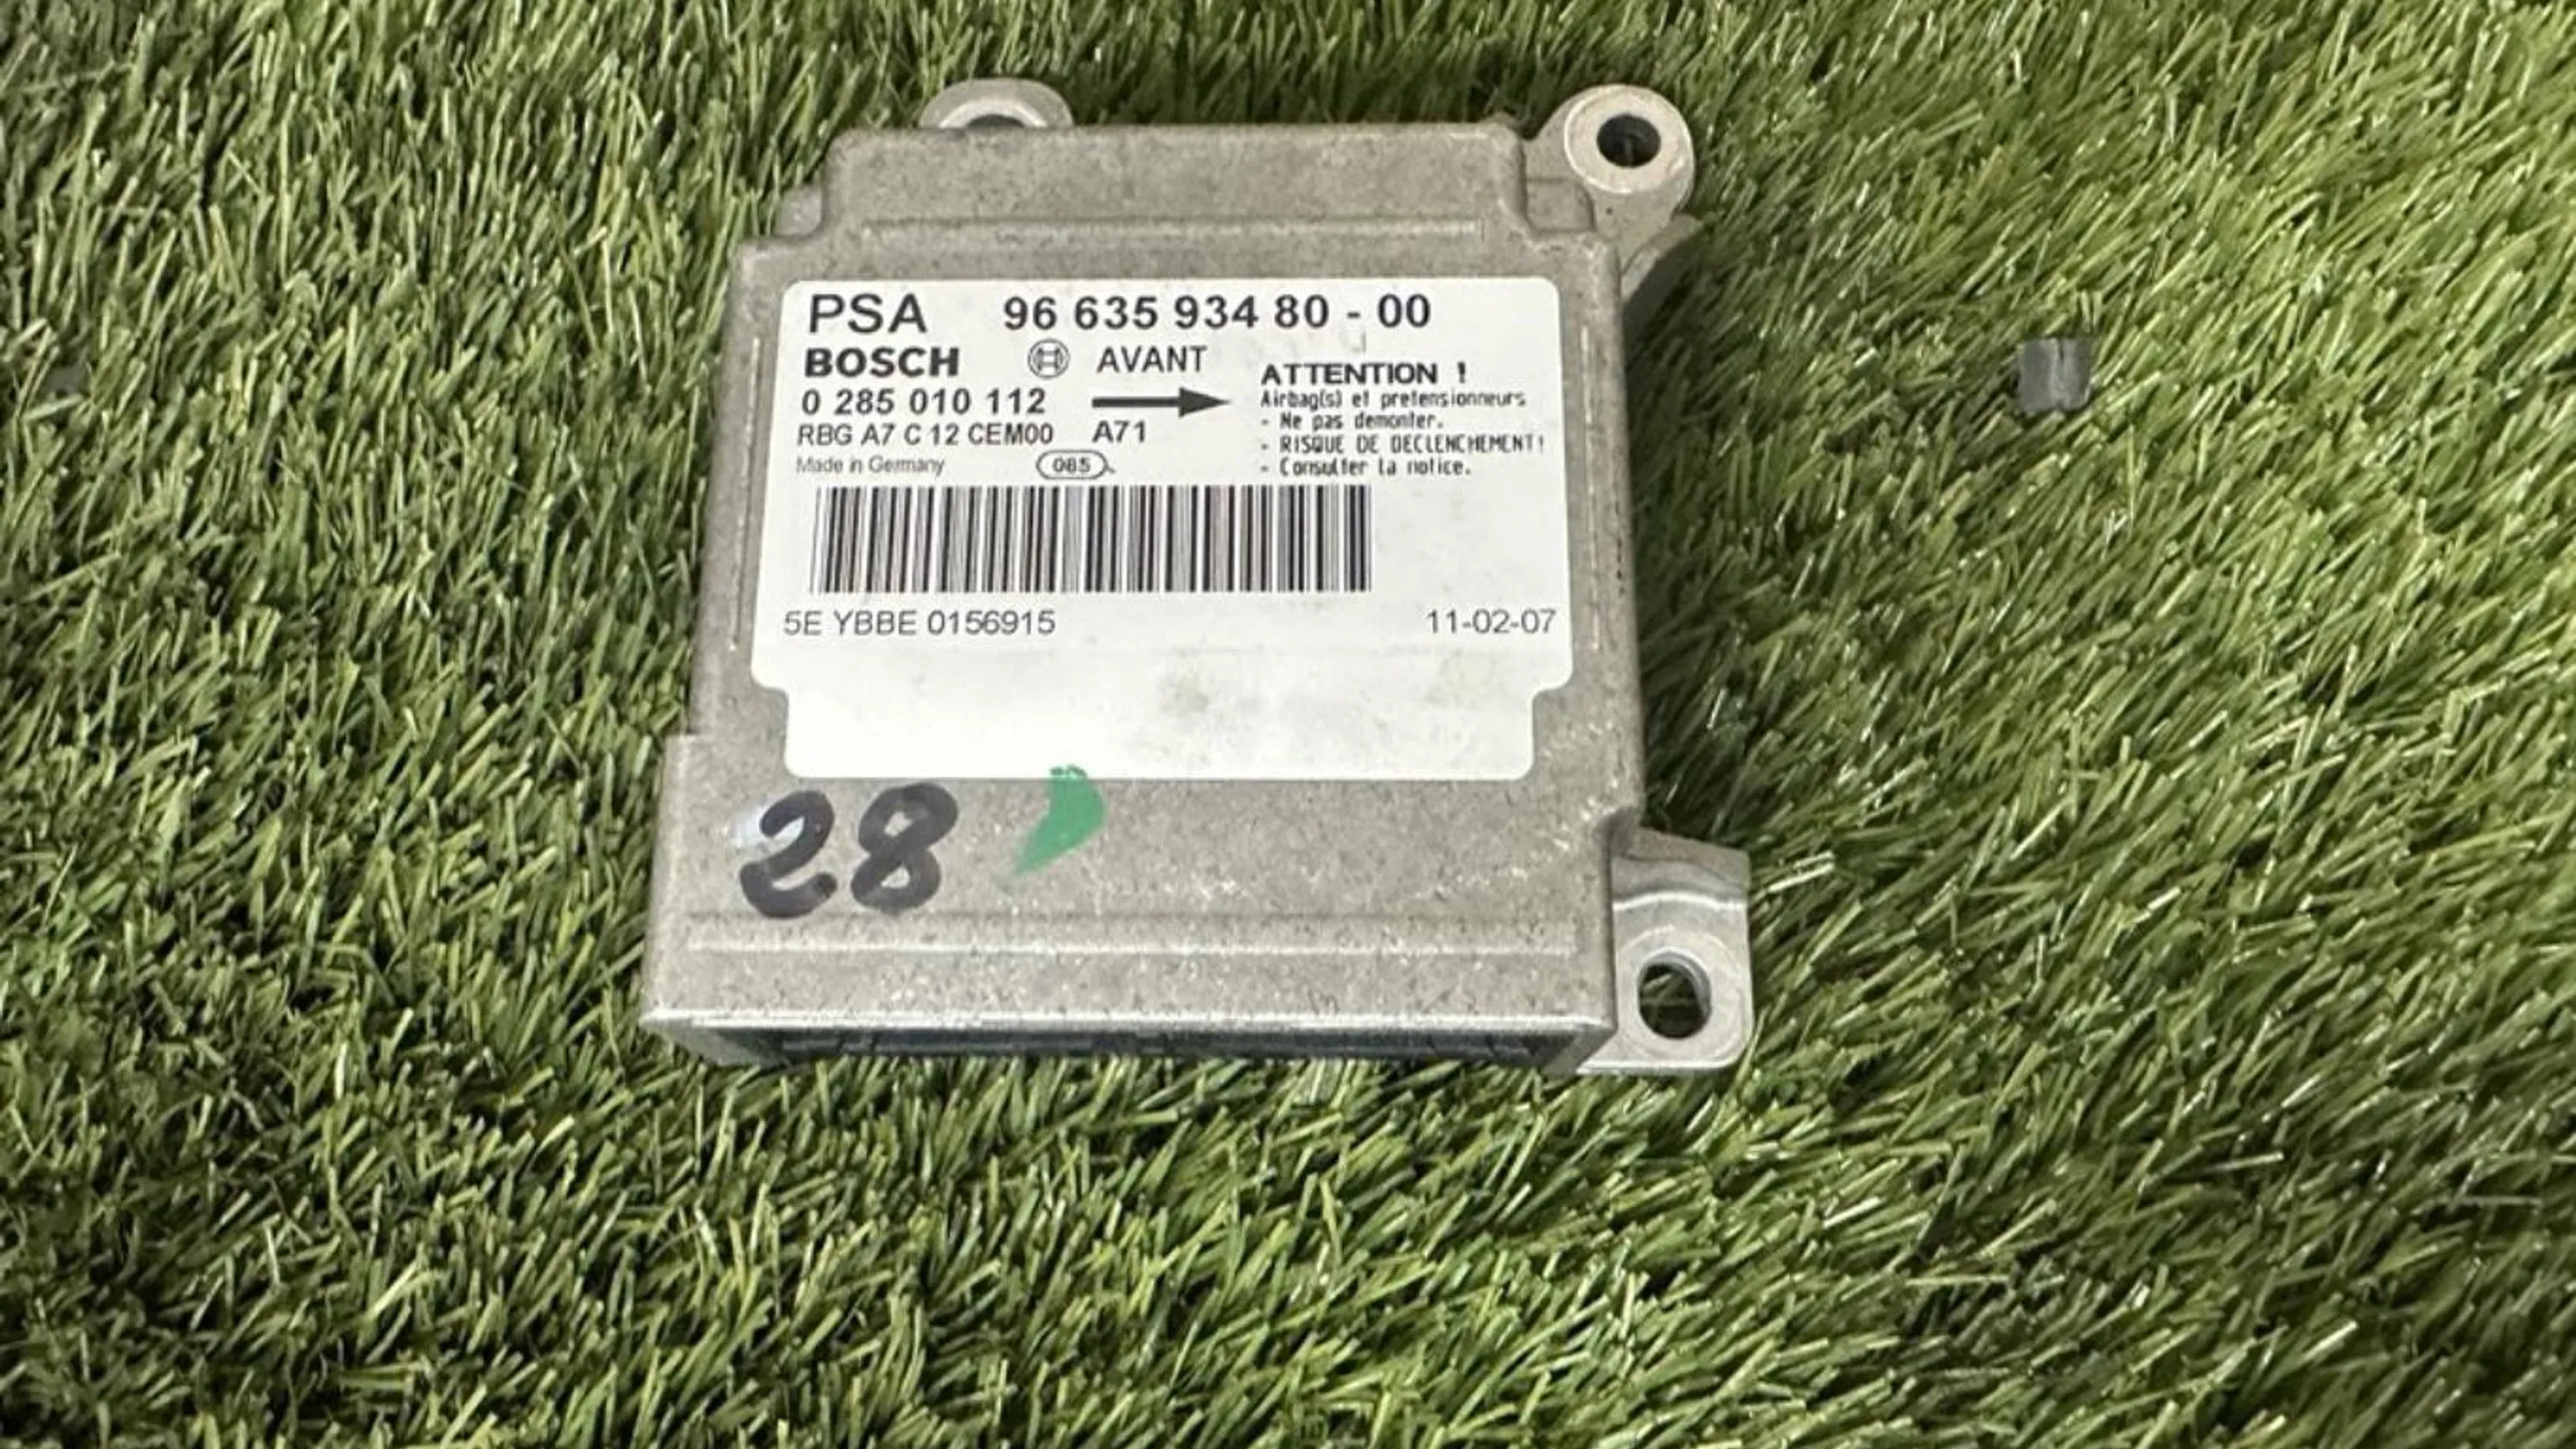 PSA 96 635 934 80 - 00
BOSCH AVANT
ATTENTION !
0 285 010 112
Airbag(s) et pretensionneurs
- Ne pas demonter.
RBG A7 C 12 CEM00 A71
- RISQUE DE DECLENCHEMENT!
Made in Germany 085
- Consulter la notice.
5E YBBE 0156915 11-02-07
28